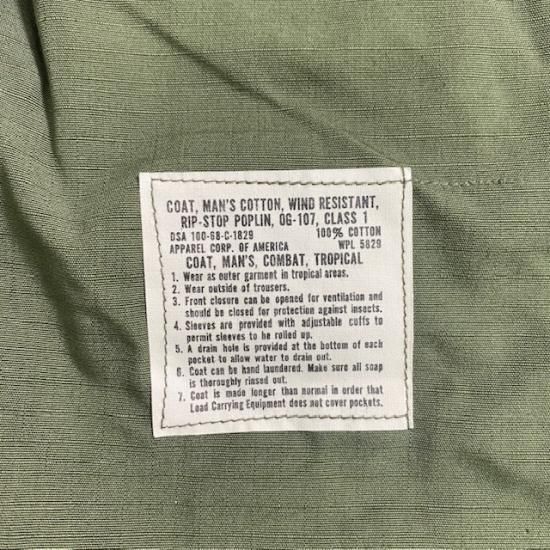 COAT, MAN'S COTTON, WIND RESISTANT,
RIP-STOP POPLIN, OG-107, CLASS 1
DSA 100-68-C-1829 100% COTTON
APPAREL CORP. OF AMERICA WPL 5829
COAT, MAN'S, COMBAT, TROPICAL
1. Wear as outer garment in tropical areas.
2. Wear outside of trousers.
3. Front closure can be opened for ventilation and
should be closed for protection against insects.
4. Sleeves are provided with adjustable cuffs to
permit sleeves to be rolled up.
5. A drain hole is provided at the bottom of each
pocket to allow water to drain out.
6. Coat can be hand laundered. Make sure all soap
is thoroughly rinsed out.
7. Coat is made longer than normal in order that
Load Carrying Equipment does not cover pockets.